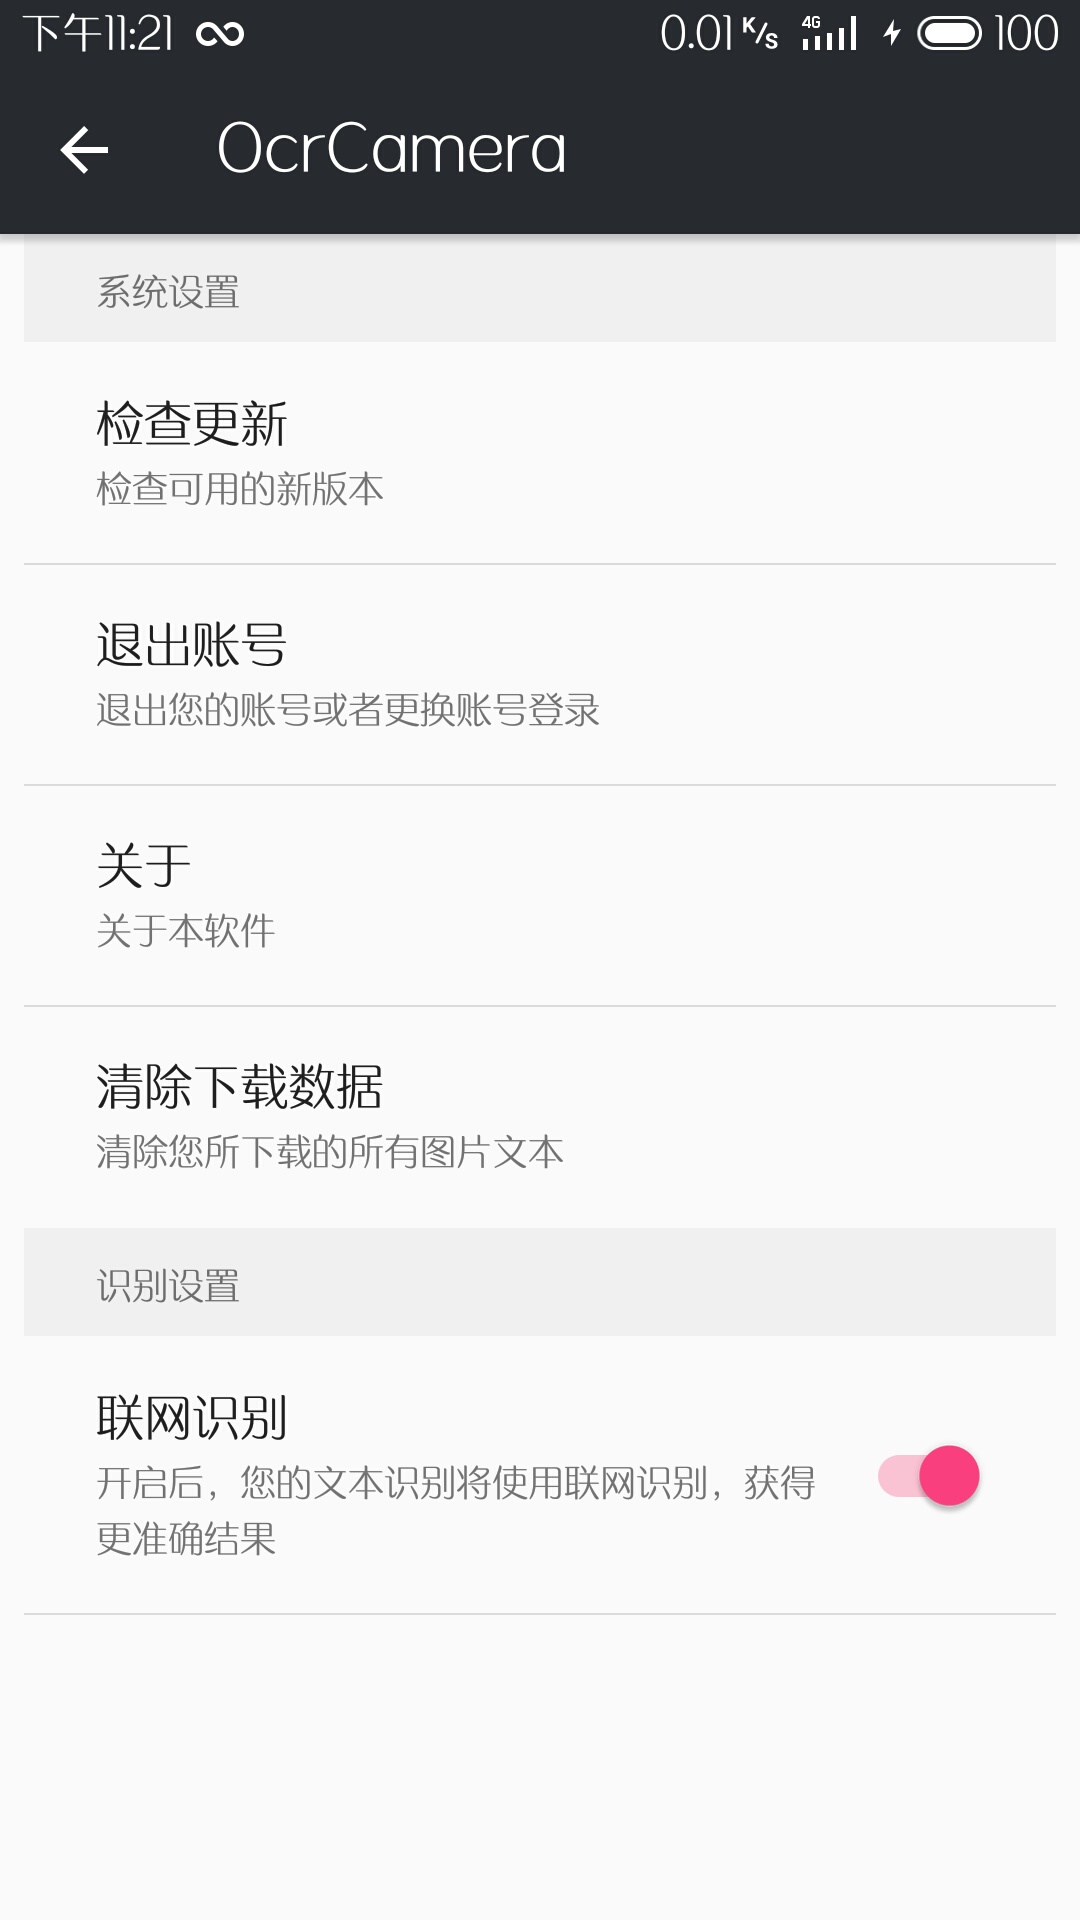 下午11:21 0.01 K/s 4G 100
OcrCamera
系统设置
检查更新
检查可用的新版本
退出账号
退出您的账号或者更换账号登录
关于
关于本软件
清除下载数据
清除您所下载的所有图片文本
识别设置
联网识别
开启后，您的文本识别将使用联网识别，获得
更准确结果